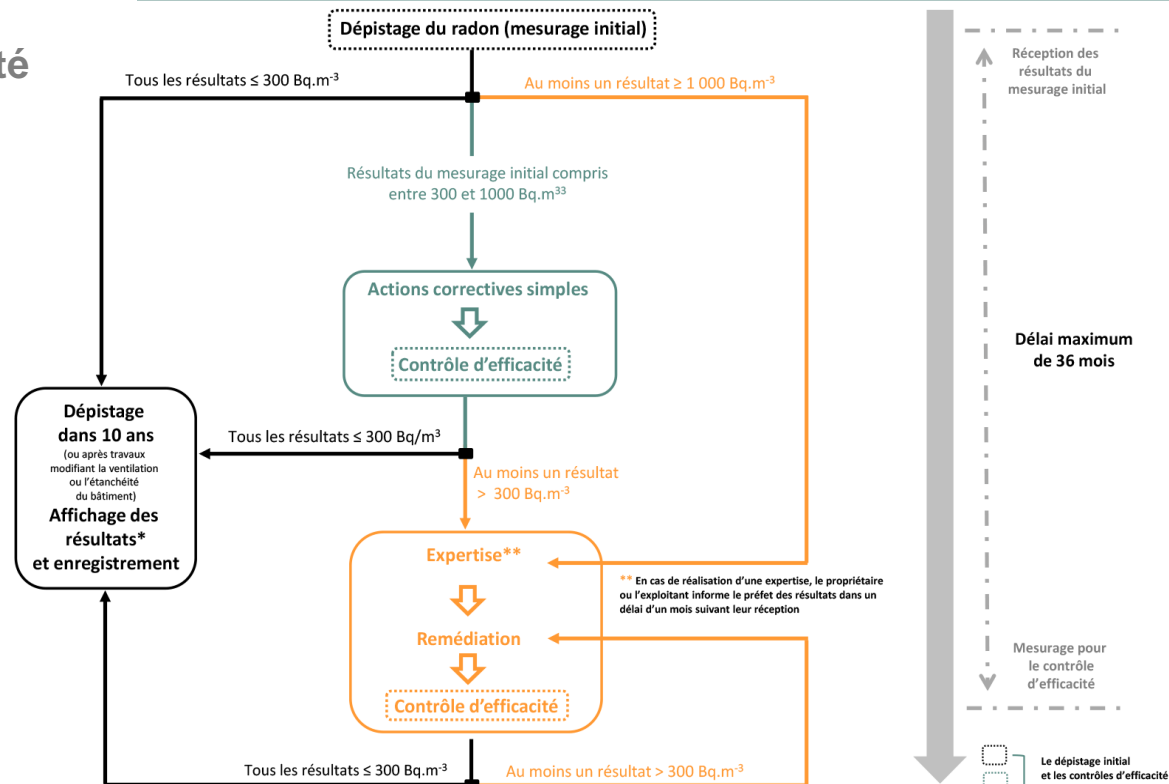 té
Dépistage du radon (mesurage initial)
Tous les résultats ≤ 300 Bq.m⁻³
Au moins un résultat ≥ 1 000 Bq.m⁻³
Résultats du mesurage initial compris
entre 300 et 1000 Bq.m³³
Actions correctives simples
Contrôle d'efficacité
Tous les résultats ≤ 300 Bq/m³
Au moins un résultat
> 300 Bq.m⁻³
Dépistage
dans 10 ans
(ou après travaux
modifiant la ventilation
ou l'étanchéité
du bâtiment)
Affichage des
résultats*
et enregistrement
Expertise**
** En cas de réalisation d'une expertise, le propriétaire
ou l'exploitant informe le préfet des résultats dans un
délai d'un mois suivant leur réception
Remédiation
Contrôle d'efficacité
Tous les résultats ≤ 300 Bq.m⁻³
Au moins un résultat > 300 Bq.m⁻³
Réception des
résultats du
mesurage initial
Délai maximum
de 36 mois
Mesurage pour
le contrôle
d'efficacité
Le dépistage initial
et les contrôles d'efficacité